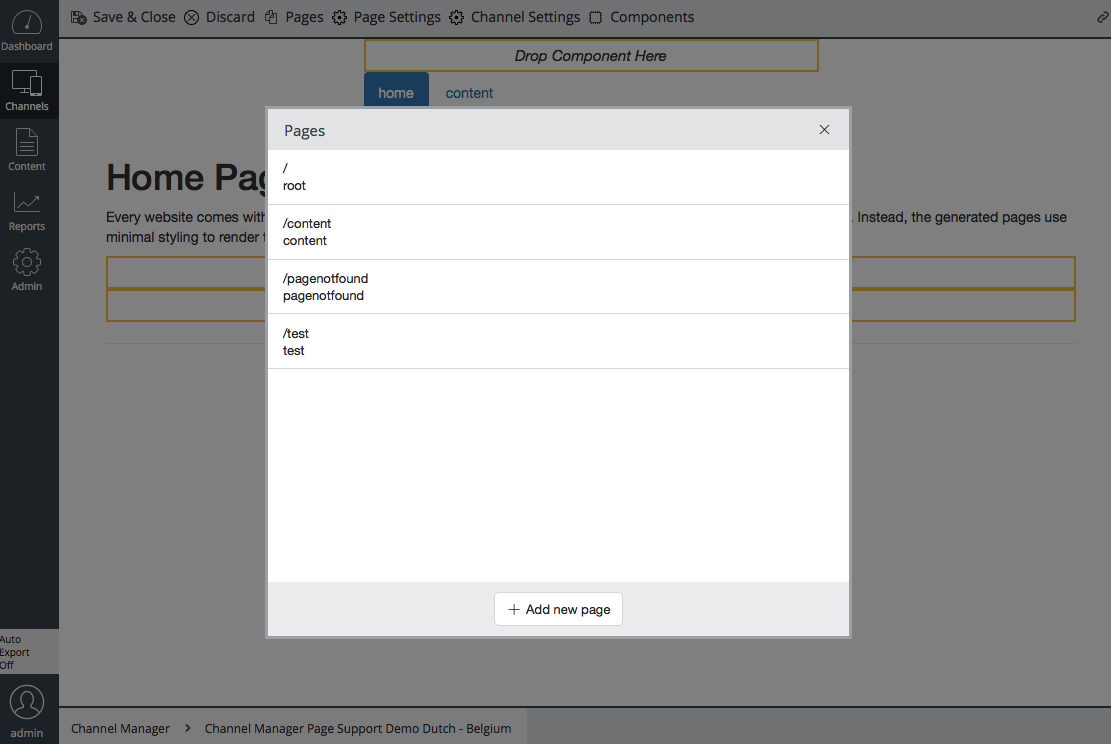 Save & Close Discard Pages Page Settings Channel Settings Components
Dashboard
Channels
Content
Reports
Admin
Drop Component Here
home content
Home Pag
Every website comes with
. Instead, the generated pages use
minimal styling to render
Pages
/
root
/content
content
/pagenotfound
pagenotfound
/test
test
+ Add new page
Auto
Export
Off
admin
Channel Manager > Channel Manager Page Support Demo Dutch - Belgium